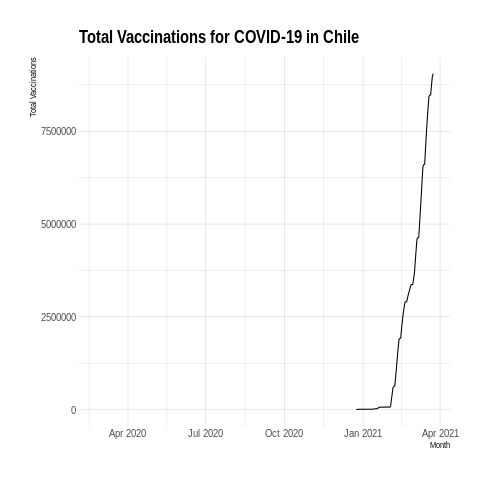 Total Vaccinations for COVID-19 in Chile
Total Vaccinations
7500000
5000000
2500000
0
Apr 2020
Jul 2020
Oct 2020
Jan 2021
Apr 2021
Month